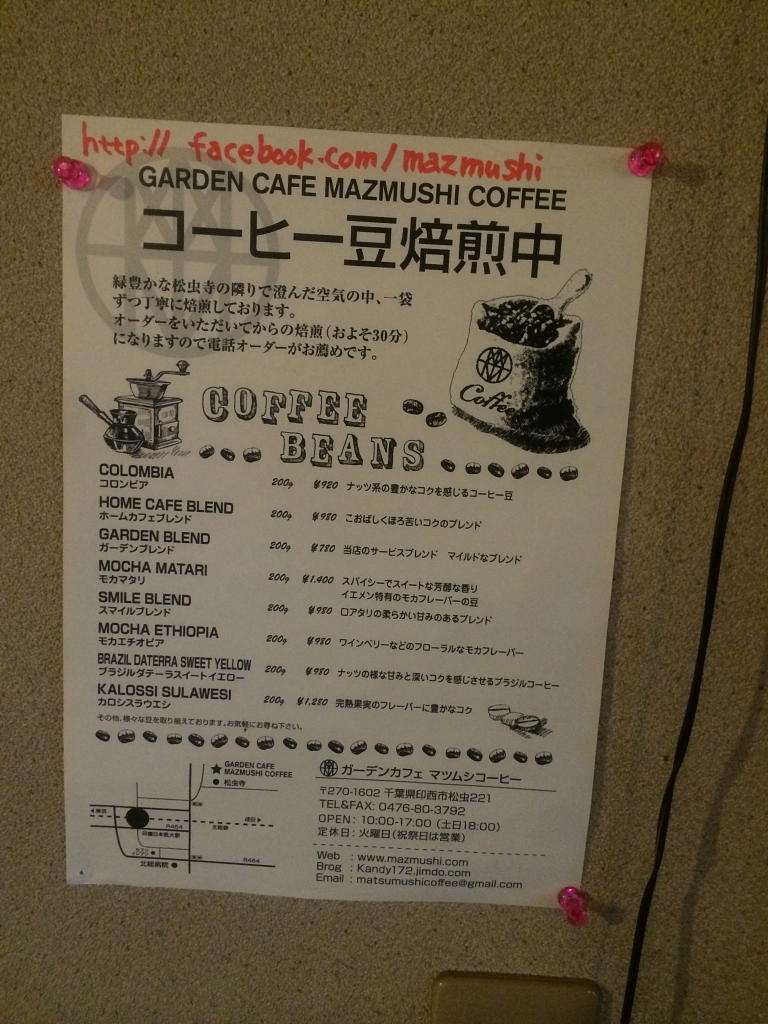 http:// facebook.com/mazmushi
GARDEN CAFE MAZMUSHI COFFEE
コーヒー豆焙煎中
緑豊かな松虫寺の隣りで澄んだ空気の中、一袋
ずつ丁寧に焙煎しております。
オーダーをいただいてからの焙煎（およそ30分）
になりますので電話オーダーがお薦めです。
Coffee
COFFEE
BEANS
COLOMBIA
コロンビア 200g ¥920 ナッツ系の豊かなコクを感じるコーヒー豆
HOME CAFE BLEND
ホームカフェブレンド 200g ¥980 こおばしくほろ苦いコクのブレンド
GARDEN BLEND
ガーデンブレンド 200g ¥780 当店のサービスブレンド マイルドなブレンド
MOCHA MATARI
モカマタリ 200g ¥1,400 スパイシーでスイートな芳醇な香り
イエメン特有のモカフレーバーの豆
SMILE BLEND
スマイルブレンド 200g ¥980 口アタリの柔らかい甘みのあるブレンド
MOCHA ETHIOPIA
モカエチオピア 200g ¥980 ワインベリーなどのフローラルなモカフレーバー
BRAZIL DATERRA SWEET YELLOW
ブラジルダテーラスイートイエロー 200g ¥980 ナッツの様な甘みと深いコクを感じさせるブラジルコーヒー
KALOSSI SULAWESI
カロシスラウエシ 200g ¥1,280 完熟果実のフレーバーに豊かなコク
その他、様々な豆を取り揃えております。お気軽にお尋ね下さい。
GARDEN CAFE
MAZMUSHI COFFEE
松虫寺
東京
成田
R464
北総線
印旛日本医大駅
北総病院
R464
ガーデンカフェ マツムシコーヒー
〒270-1602 千葉県印西市松虫221
TEL&FAX: 0476-80-3792
OPEN: 10:00-17:00 (土日18:00)
定休日: 火曜日(祝祭日は営業)
Web : www.mazmushi.com
Brog : Kandy172.jimdo.com
Email : matsumushicoffee@gmail.com